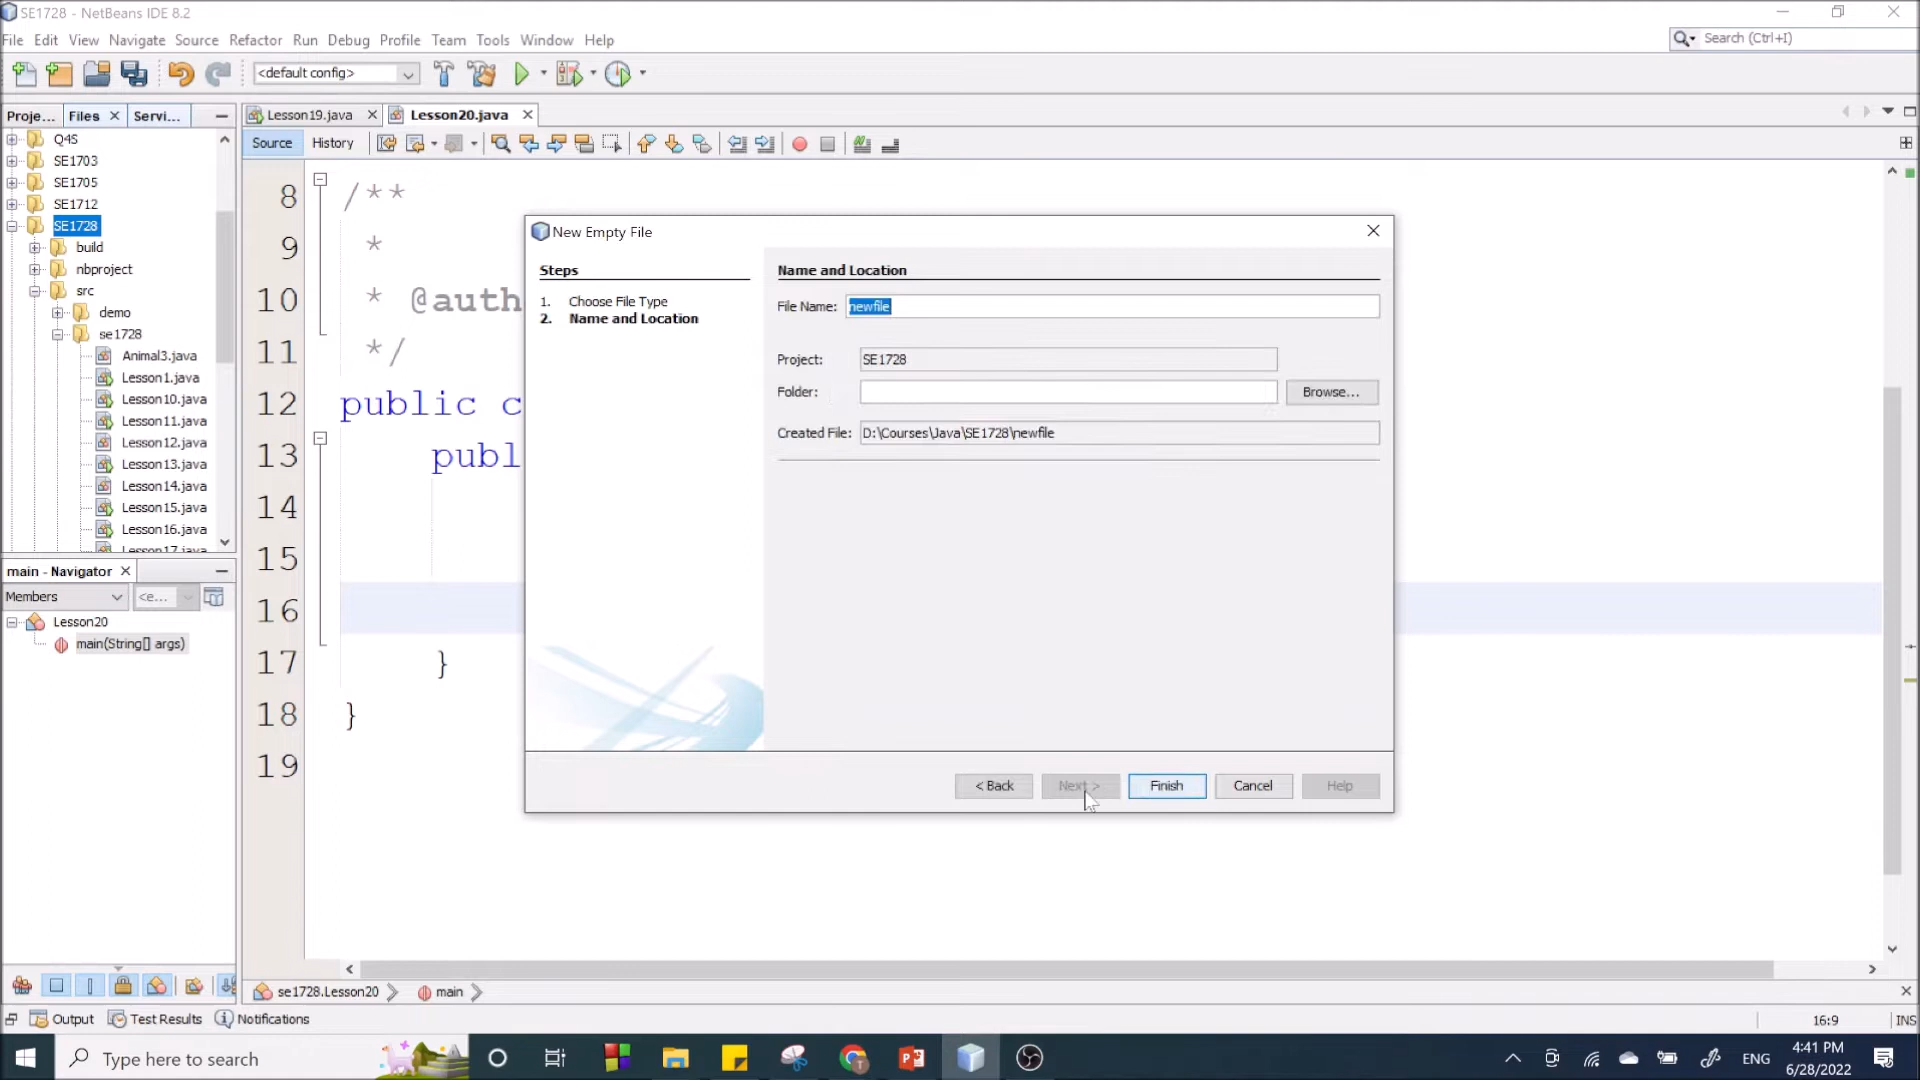 SE1728 - NetBeans IDE 8.2
File Edit View Navigate Source Refactor Run Debug Profile Team Tools Window Help
Search (Ctrl+I)
<default config>
Proje... Files Servi...
Lesson19.java
Lesson20.java
Source History
Q4S
SE1703
SE1705
SE1712
SE1728
build
nbproject
src
demo
se1728
Animal3.java
Lesson1.java
Lesson10.java
Lesson11.java
Lesson12.java
Lesson13.java
Lesson14.java
Lesson15.java
Lesson16.java
Lesson17.java
main - Navigator
Members
<e...
Lesson20
main(String[] args)
8 /**
9 *
10 * @auth
11 */
12 public c
13 publ
14
15
16
17 }
18 }
19
New Empty File
Steps
1. Choose File Type
2. Name and Location
Name and Location
File Name: newfile
Project: SE1728
Folder:
Browse...
Created File: D:\Courses\Java\SE1728\newfile
< Back
Next >
Finish
Cancel
Help
se1728.Lesson20 main
Output Test Results Notifications
16:9 INS
Type here to search
ENG
4:41 PM
6/28/2022